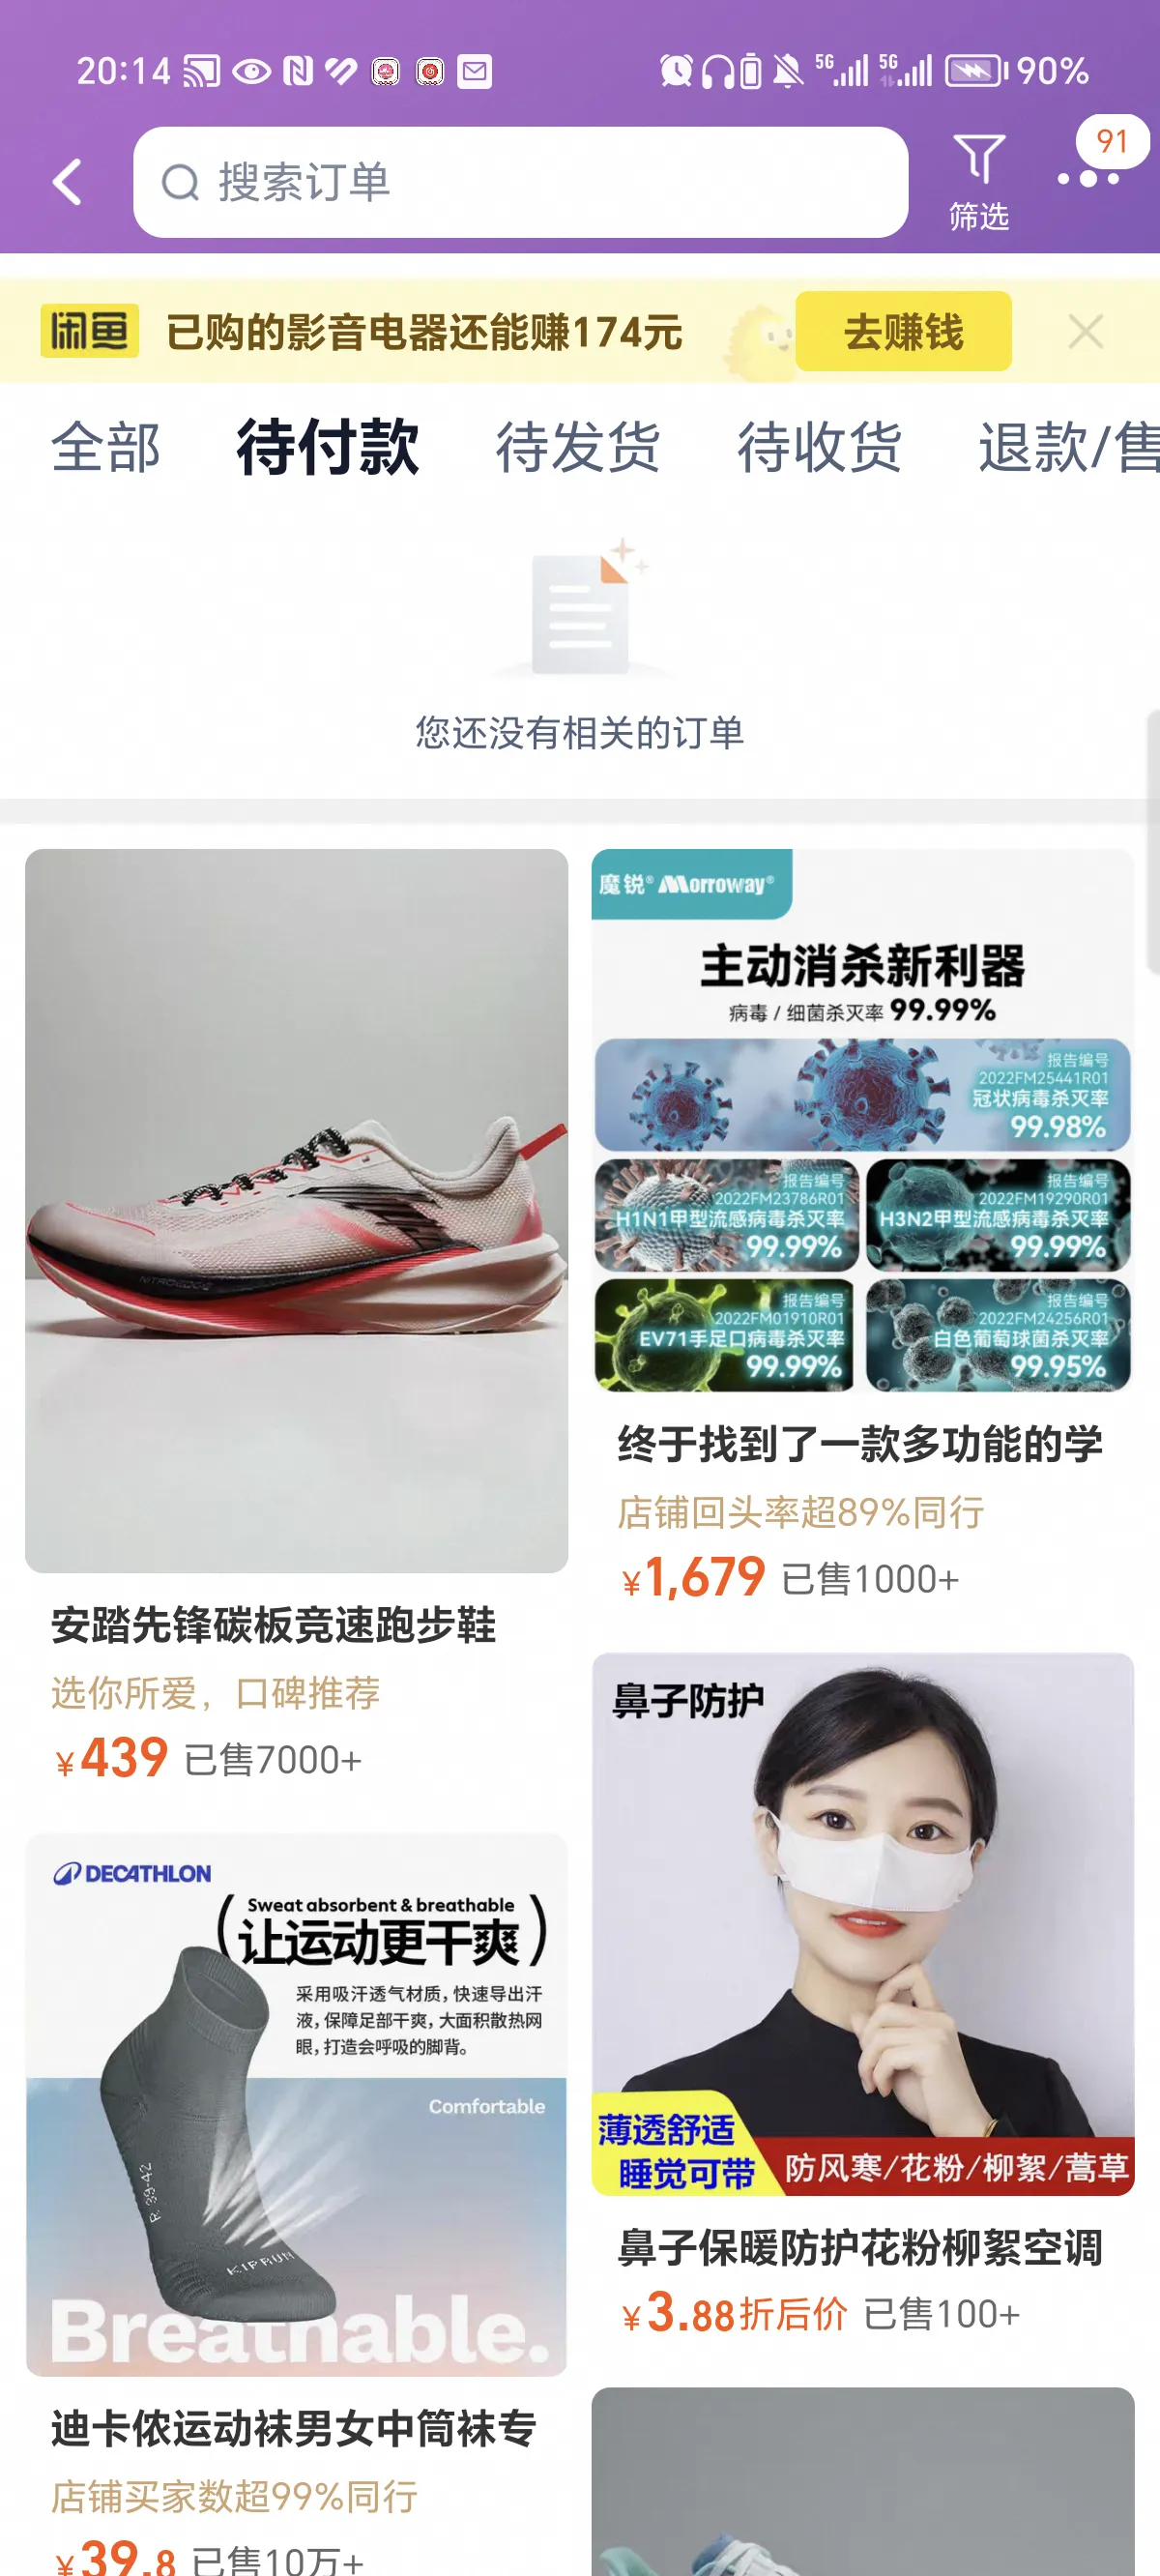 20:14
5G
5G
90%
搜索订单
筛选
91
闲鱼
已购的影音电器还能赚174元
去赚钱
全部
待付款
待发货
待收货
退款/售
您还没有相关的订单
NITROEDGE
安踏先锋碳板竞速跑步鞋
选你所爱，口碑推荐
¥439 已售7000+
DECATHLON
Sweat absorbent & breathable
(让运动更干爽)
采用吸汗透气材质,快速导出汗
液,保障足部干爽,大面积散热网
眼,打造会呼吸的脚背。
Comfortable
R. 39-42
KIPRUN
Breathable.
迪卡侬运动袜男女中筒袜专
店铺买家数超99%同行
¥39.8 已售10万+
魔锐® Morroway®
主动消杀新利器
病毒 / 细菌杀灭率 99.99%
报告编号
2022FM25441R01
冠状病毒杀灭率
99.98%
报告编号
2022FM23786R01
H1N1甲型流感病毒杀灭率
99.99%
报告编号
2022FM19290R01
H3N2甲型流感病毒杀灭率
99.99%
报告编号
2022FM01910R01
EV71手足口病毒杀灭率
99.99%
报告编号
2022FM24256R01
白色葡萄球菌杀灭率
99.95%
终于找到了一款多功能的学
店铺回头率超89%同行
¥1,679 已售1000+
鼻子防护
薄透舒适
睡觉可带
防风寒/花粉/柳絮/蒿草
鼻子保暖防护花粉柳絮空调
¥3.88折后价 已售100+